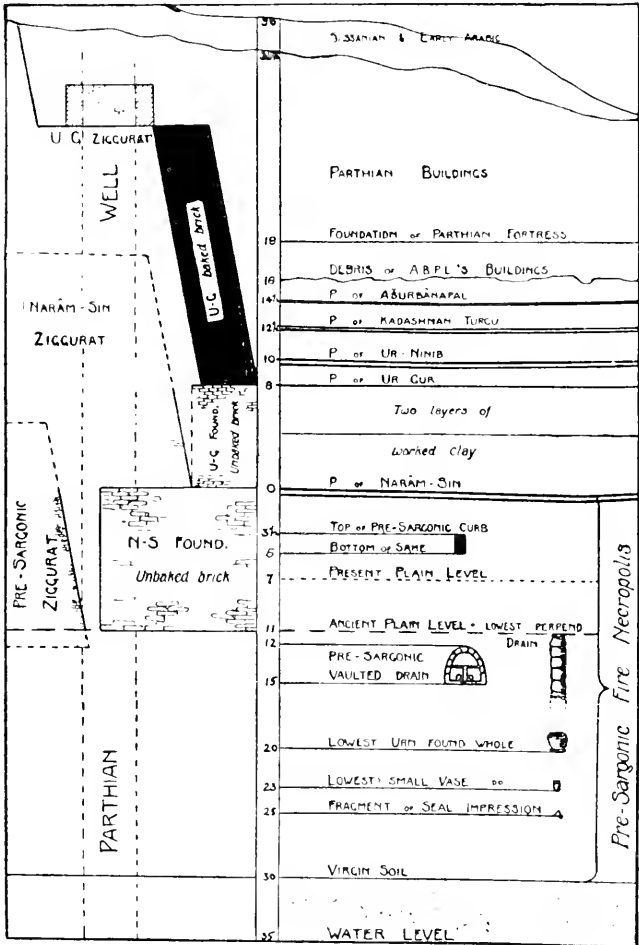 36
SASSANIAN & EARLY ARABIC
U G ZIGGURAT
WELL
U-G baked brick
PARTHIAN BUILDINGS
18 FOUNDATION OF PARTHIAN FORTRESS
16 DEBRIS OF A.B.P.L'S BUILDINGS
P OF AŠURBÂNAPAL
P OF KADASHMAN TURGU
10 P OF UR-NINIB
8 P OF UR GUR
NARÂM-SIN
ZIGGURAT
U-G FOUND.
Unbaked brick
Two layers of
worked clay
0 P OF NARÂM-SIN
PRE-SARGONIC
ZIGGURAT
N-S FOUND.
Unbaked brick
TOP OF PRE-SARGONIC CURB
6 BOTTOM OF SAME
7 PRESENT PLAIN LEVEL
11 ANCIENT PLAIN LEVEL - LOWEST PERPEND
DRAIN
12
PRE-SARGONIC
15 VAULTED DRAIN
20 LOWEST URN FOUND WHOLE
23 LOWEST SMALL VASE DO
25 FRAGMENT OF SEAL IMPRESSION
PARTHIAN
30 VIRGIN SOIL
35 WATER LEVEL
Pre-Sargonic Fire Necropolis